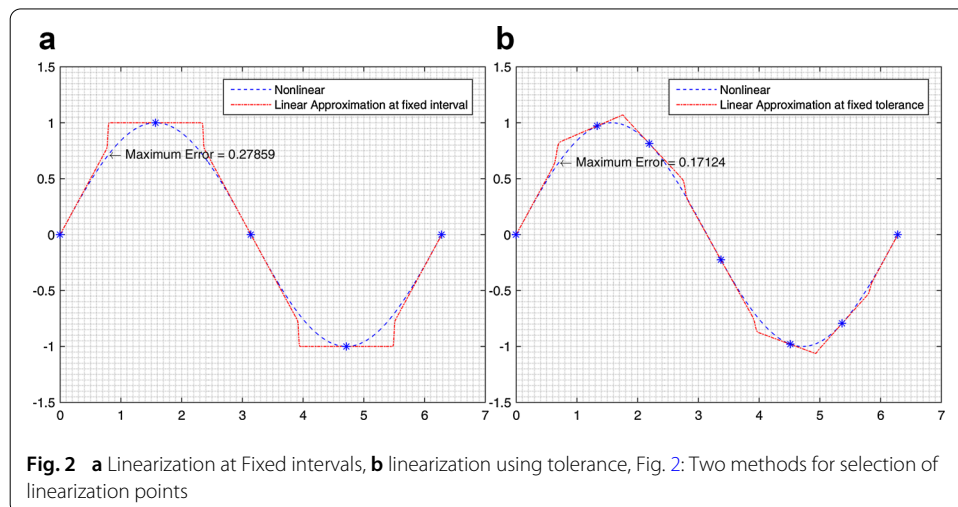 a
1.5
Nonlinear
Linear Approximation at fixed interval
1
← Maximum Error = 0.27859
0.5
0
-0.5
-1
-1.5
0 1 2 3 4 5 6 7
b
1.5
Nonlinear
Linear Approximation at fixed tolerance
1
← Maximum Error = 0.17124
0.5
0
-0.5
-1
-1.5
0 1 2 3 4 5 6 7
Fig. 2 a Linearization at Fixed intervals, b linearization using tolerance, Fig. 2: Two methods for selection of
linearization points